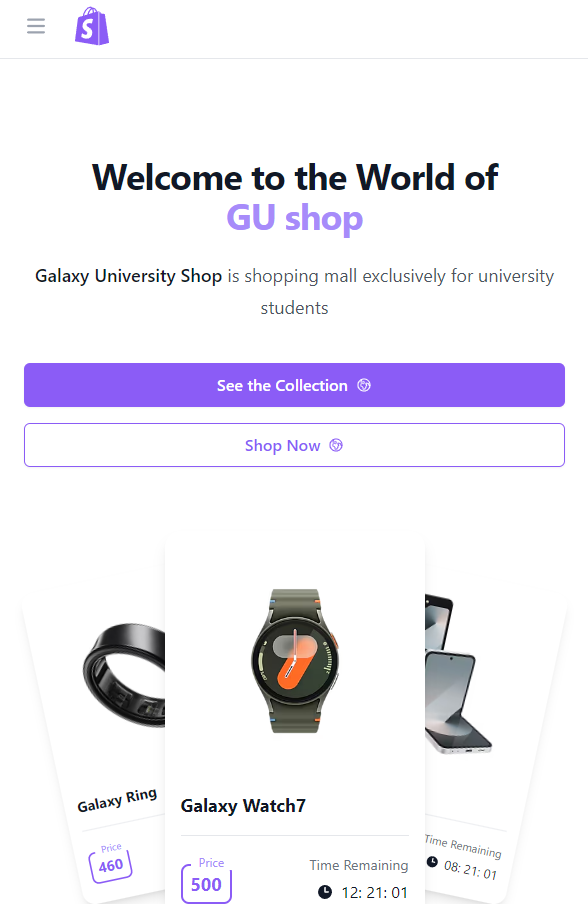 Welcome to the World of
GU shop
Galaxy University Shop is shopping mall exclusively for university
students
See the Collection
Shop Now
Galaxy Ring
Price
460
Galaxy Watch7
Price
500
Time Remaining
12: 21: 01
Time Remaining
08: 21: 01